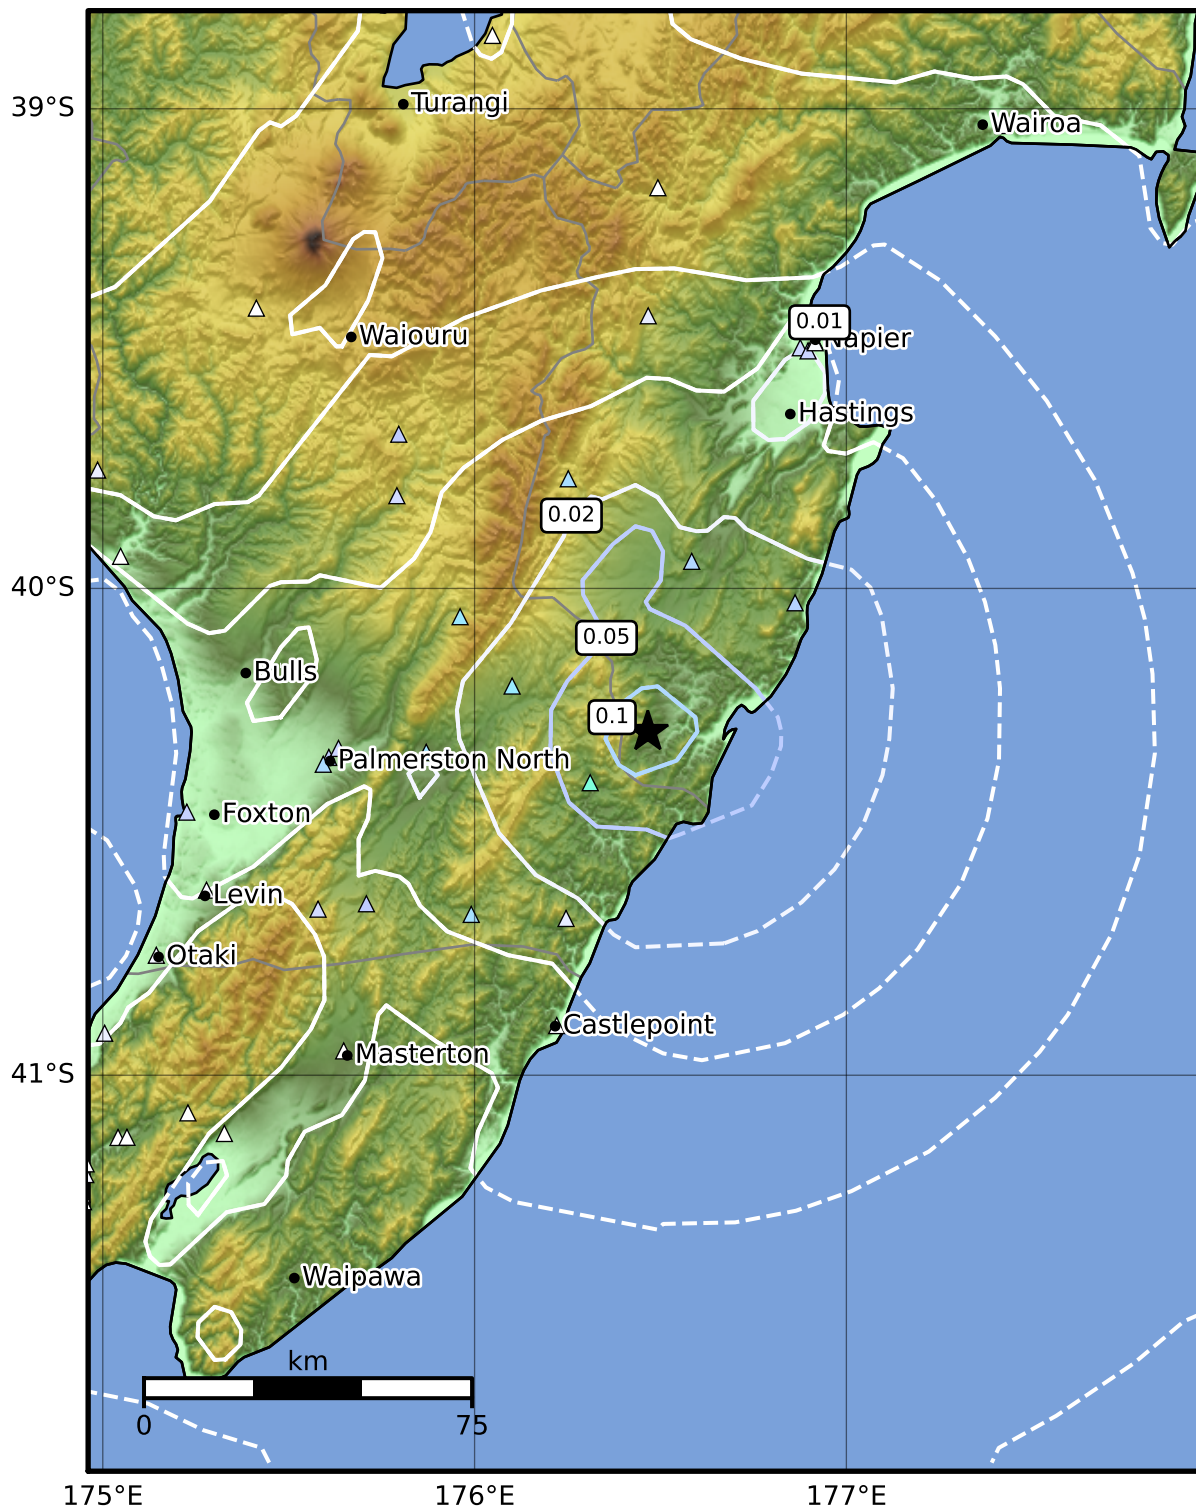 39°S
Turangi
Wairoa
Waiouru
0.01
Napier
Hastings
0.02
40°S
0.05
Bulls
0.1
Palmerston North
Foxton
Levin
Otaki
Castlepoint
Masterton
41°S
Waipawa
km
0
75
175°E
176°E
177°E